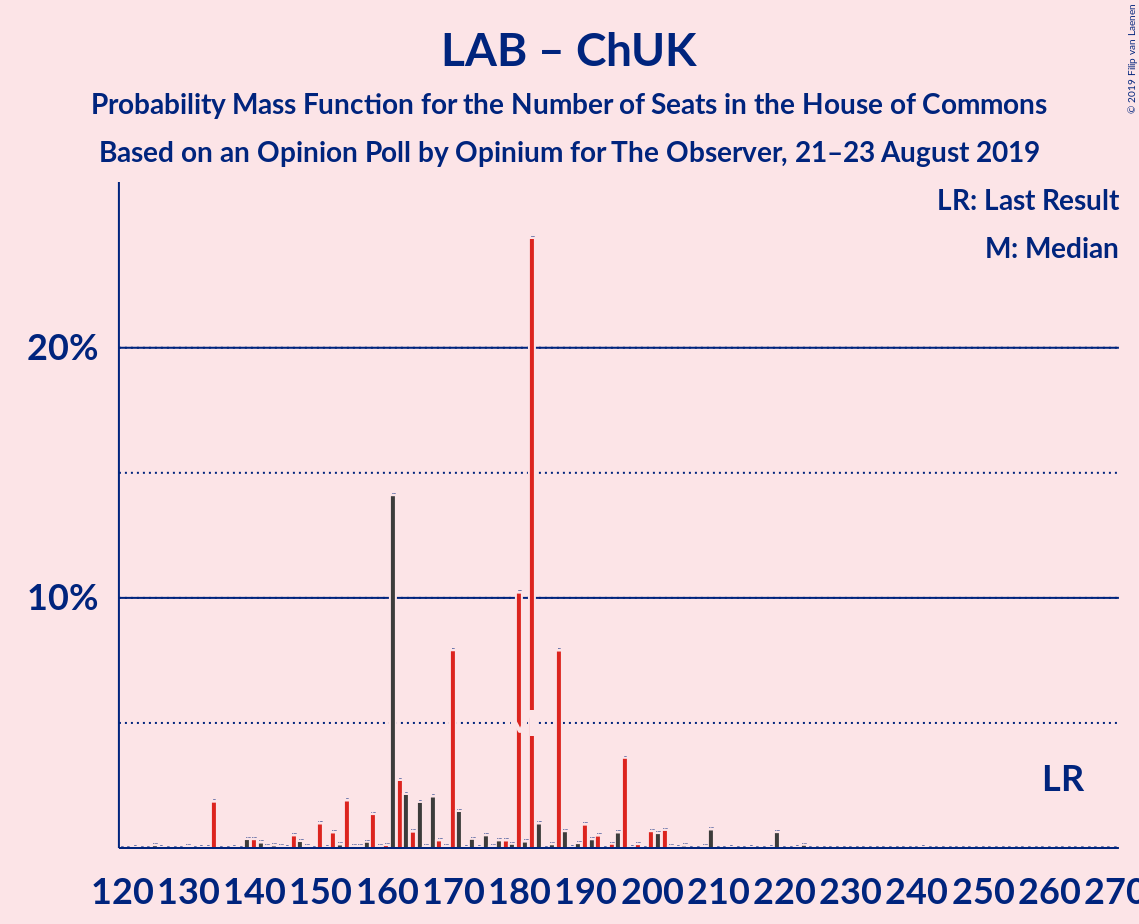 LAB – ChUK
Probability Mass Function for the Number of Seats in the House of Commons
Based on an Opinion Poll by Opinium for The Observer, 21–23 August 2019
© 2019 Filip van Laenen
LR: Last Result
M: Median
20%
10%
LR
120 130 140 150 160 170 180 190 200 210 220 230 240 250 260 270